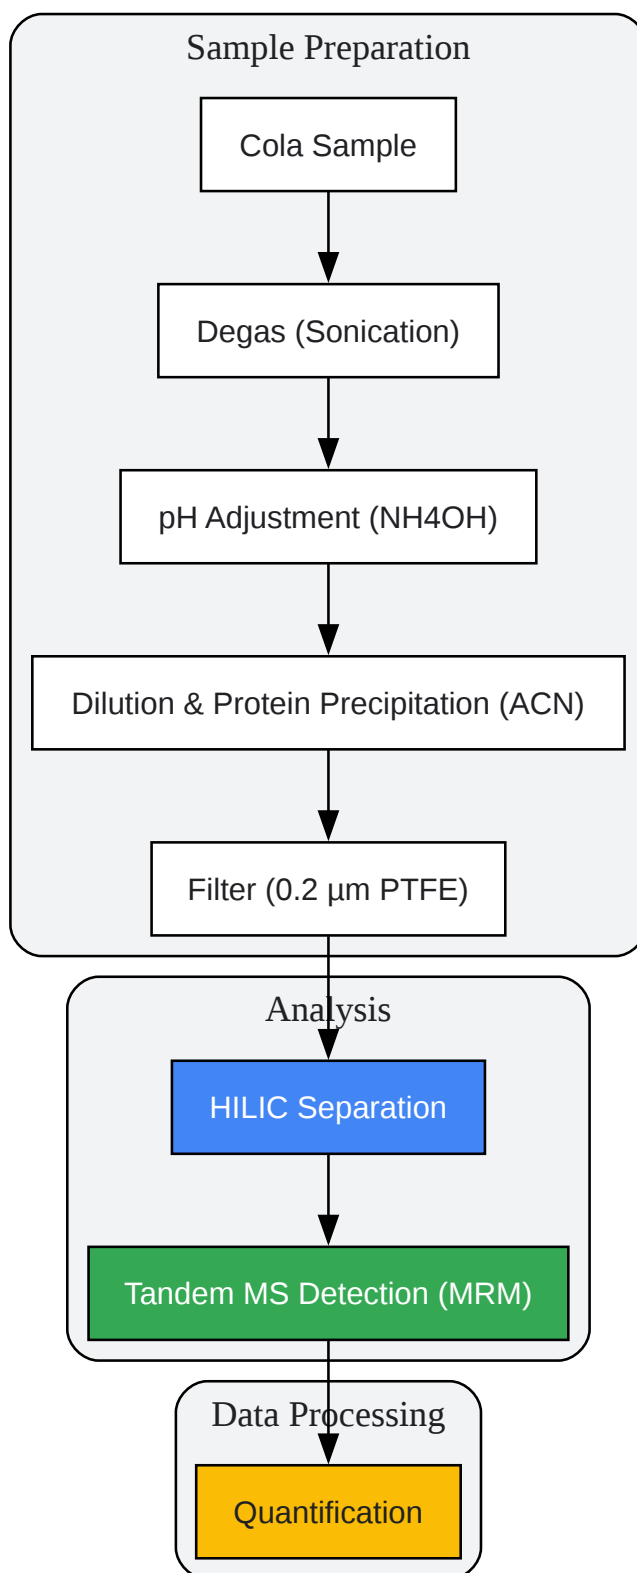 Sample Preparation
Cola Sample
Degas (Sonication)
pH Adjustment (NH4OH)
Dilution & Protein Precipitation (ACN)
Filter (0.2 µm PTFE)
Analysis
HILIC Separation
Tandem MS Detection (MRM)
Data Processing
Quantification